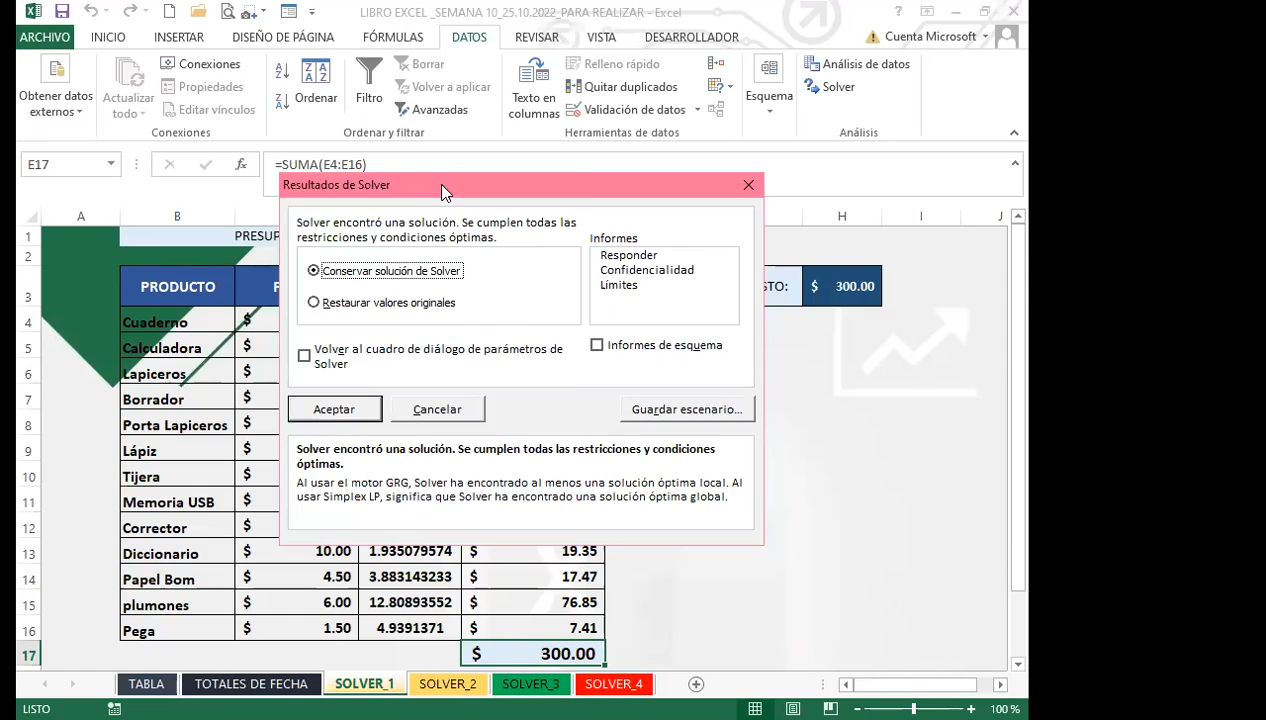 LIBRO EXCEL _SEMANA 10_25.10.2022_PARA REALIZAR - Excel
?
ARCHIVO INICIO INSERTAR DISEÑO DE PÁGINA FÓRMULAS DATOS REVISAR VISTA DESARROLLADOR Cuenta Microsoft
Obtener datos externos
Actualizar todo
Conexiones
Propiedades
Editar vínculos
Conexiones
Ordenar
Filtro
Borrar
Volver a aplicar
Avanzadas
Ordenar y filtrar
Texto en columnas
Relleno rápido
Quitar duplicados
Validación de datos
Herramientas de datos
Esquema
Análisis de datos
Solver
Análisis
E17 fx =SUMA(E4:E16)
Resultados de Solver
Solver encontró una solución. Se cumplen todas las
restricciones y condiciones óptimas.
Conservar solución de Solver
Restaurar valores originales
Volver al cuadro de diálogo de parámetros de
Solver
Informes
Responder
Confidencialidad
Límites
Informes de esquema
Aceptar Cancelar Guardar escenario...
Solver encontró una solución. Se cumplen todas las restricciones y condiciones
óptimas.
Al usar el motor GRG, Solver ha encontrado al menos una solución óptima local. Al
usar Simplex LP, significa que Solver ha encontrado una solución óptima global.
A B H I J
1 PRESUP
2
3 PRODUCTO STO: $ 300.00
4 Cuaderno $
5 Calculadora $
6 Lapiceros $
7 Borrador $
8 Porta Lapiceros $
9 Lápiz $
10 Tijera $
11 Memoria USB $
12 Corrector $
13 Diccionario $ 10.00 1.935079574 $ 19.35
14 Papel Bom $ 4.50 3.883143233 $ 17.47
15 plumones $ 6.00 12.80893552 $ 76.85
16 Pega $ 1.50 4.9391371 $ 7.41
17 $ 300.00
TABLA TOTALES DE FECHA SOLVER_1 SOLVER_2 SOLVER_3 SOLVER_4
LISTO 100 %